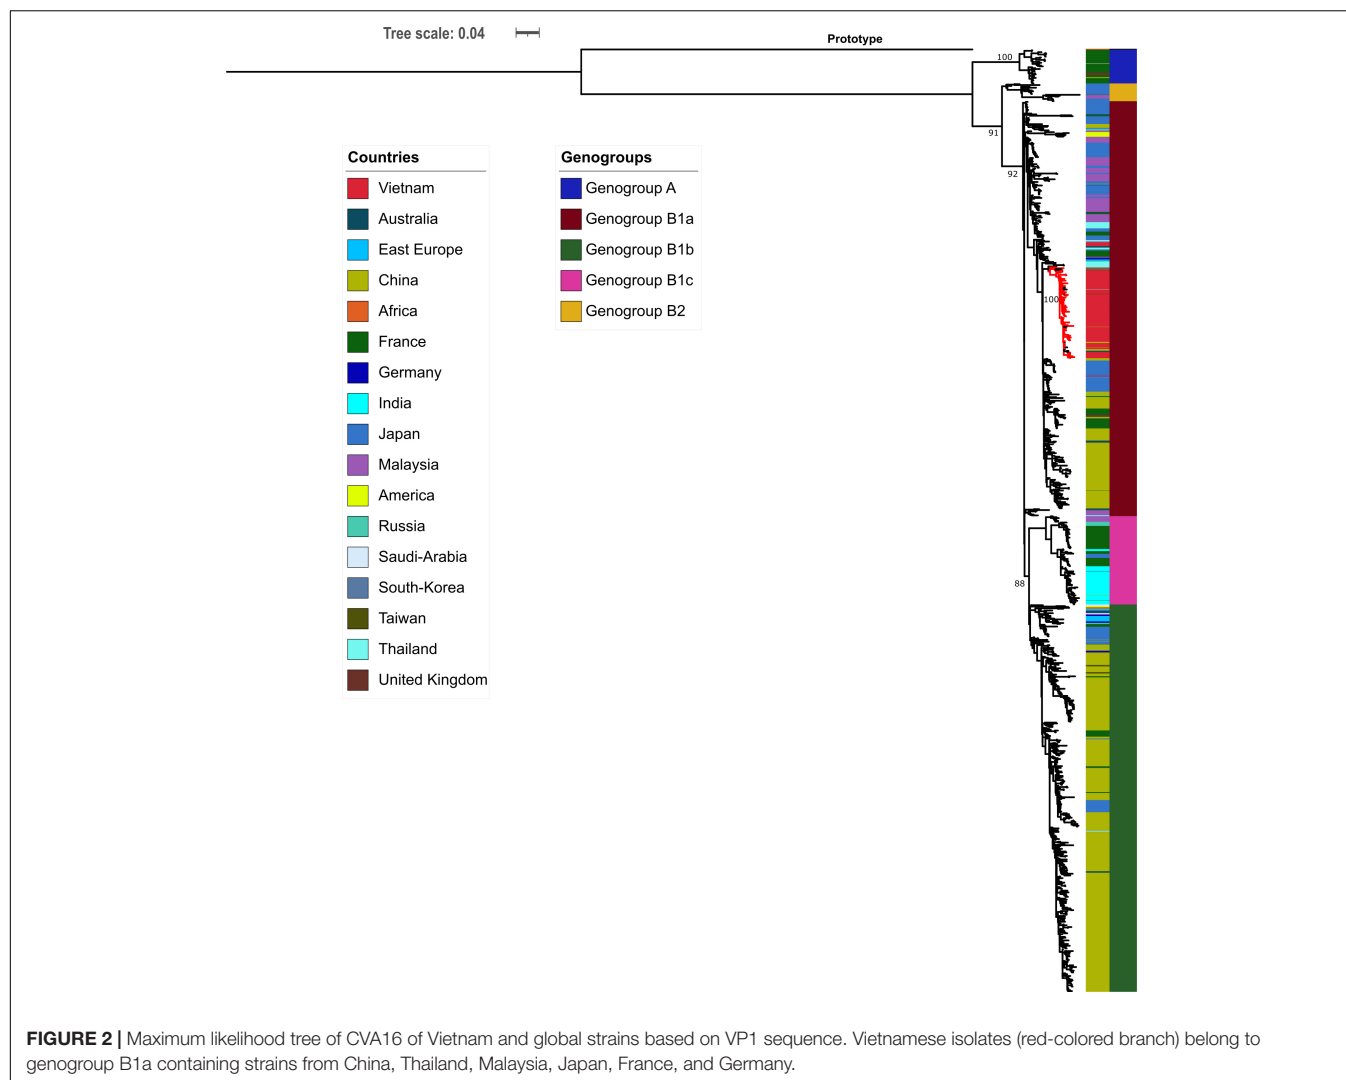 Tree scale: 0.04
Prototype
100
91
92
100
88
Countries
Vietnam
Australia
East Europe
China
Africa
France
Germany
India
Japan
Malaysia
America
Russia
Saudi-Arabia
South-Korea
Taiwan
Thailand
United Kingdom
Genogroups
Genogroup A
Genogroup B1a
Genogroup B1b
Genogroup B1c
Genogroup B2
FIGURE 2 | Maximum likelihood tree of CVA16 of Vietnam and global strains based on VP1 sequence. Vietnamese isolates (red-colored branch) belong to
genogroup B1a containing strains from China, Thailand, Malaysia, Japan, France, and Germany.